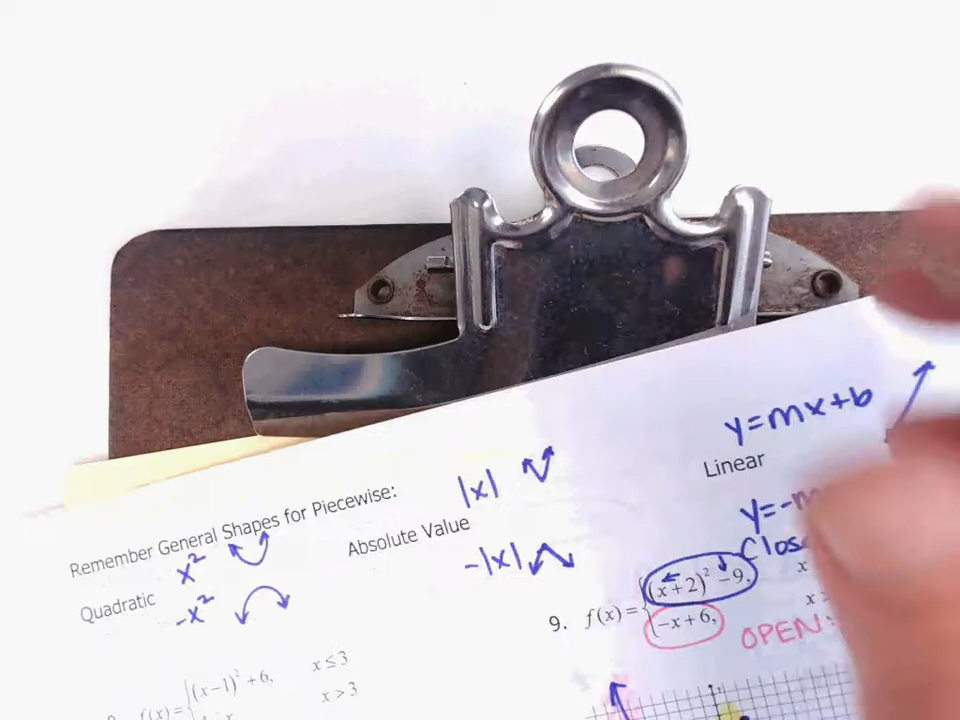 y=mx+b
Linear
Remember General Shapes for Piecewise:
|x|
x²
Absolute Value
Quadratic
-|x|
-x²
9. f(x)={(x+2)²-9,
x
-x+6,
x >
OPEN:
(x-1)²+6, x≤3
f(x)={
x>3